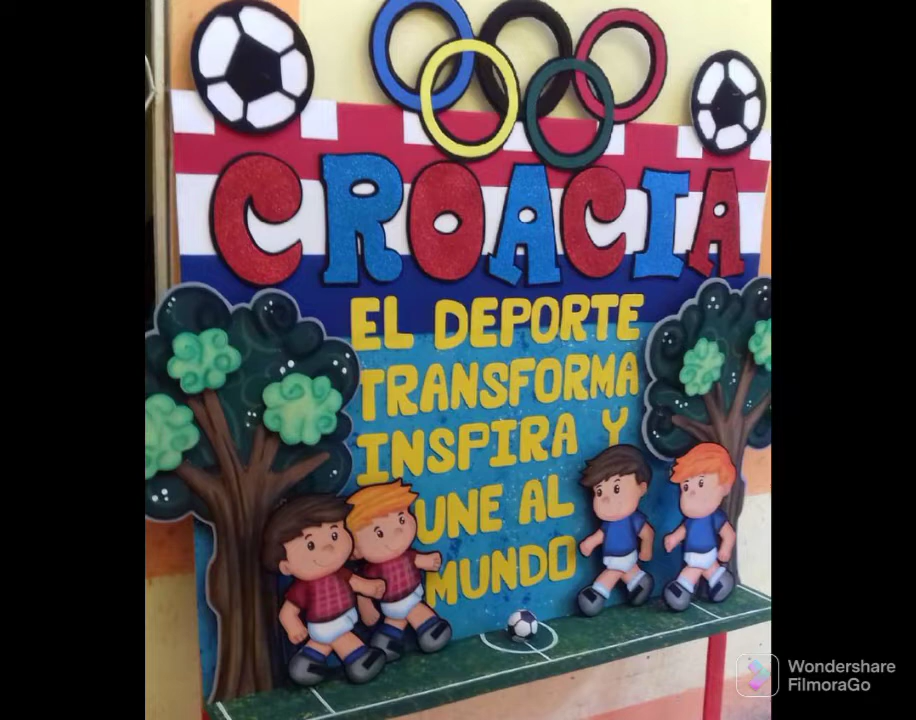 CROACIA
EL DEPORTE
TRANSFORMA
INSPIRA Y
UNE AL
MUNDO
Wondershare
FilmoraGo